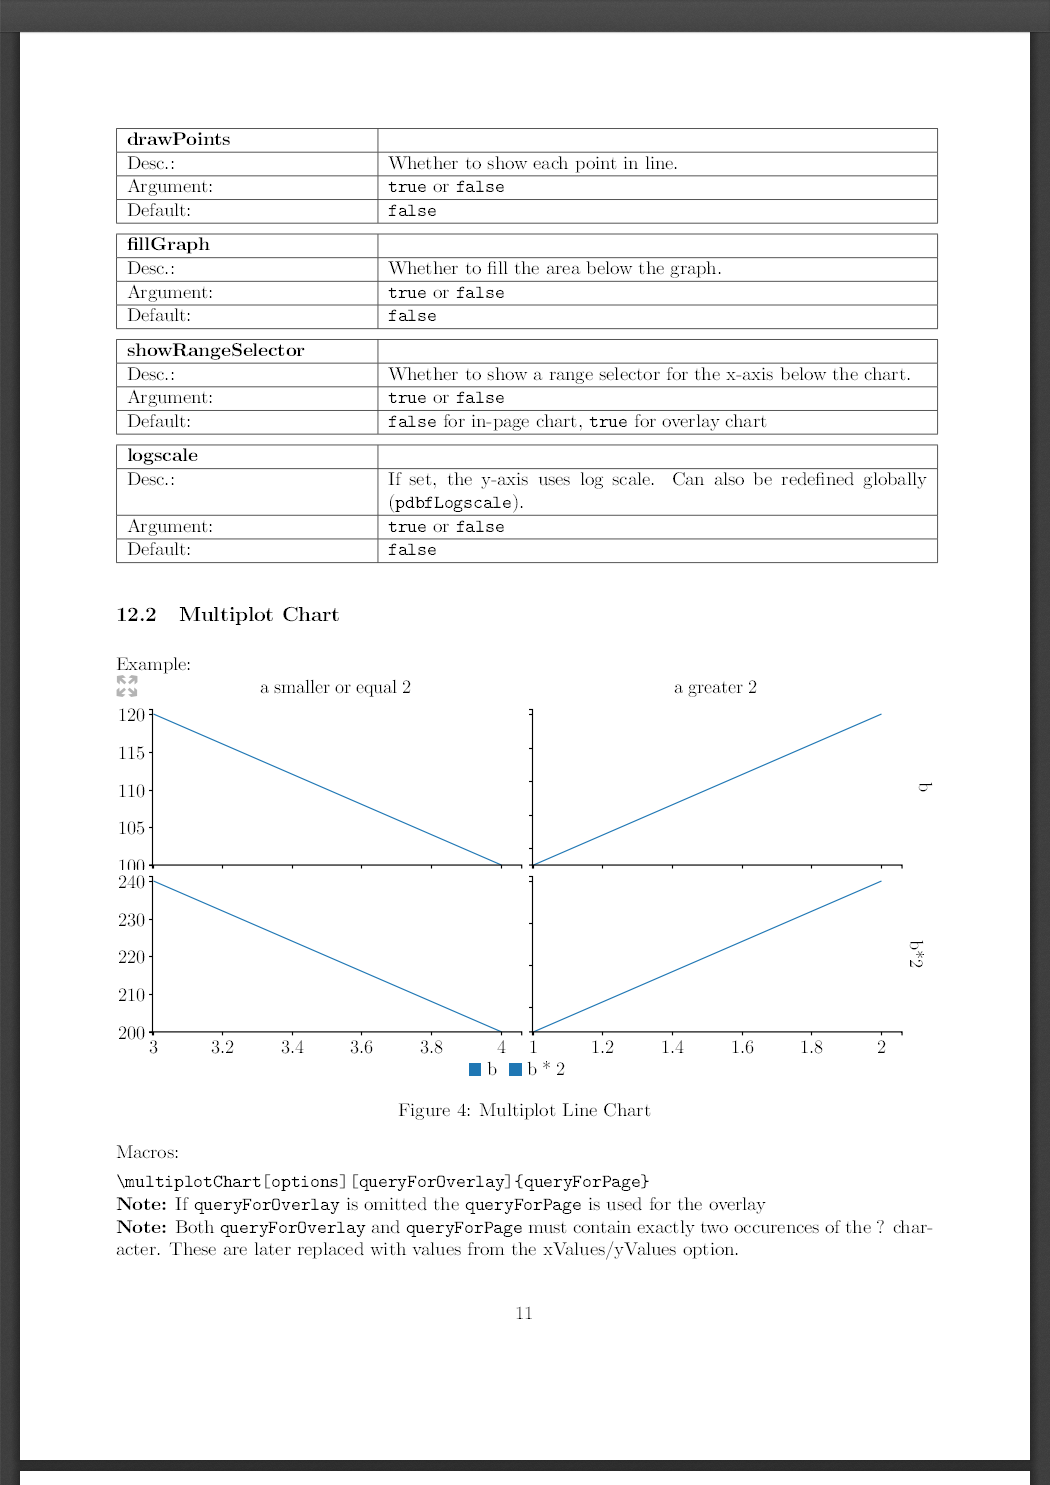 drawPoints
Desc.: Whether to show each point in line.
Argument: true or false
Default: false
fillGraph
Desc.: Whether to fill the area below the graph.
Argument: true or false
Default: false
showRangeSelector
Desc.: Whether to show a range selector for the x-axis below the chart.
Argument: true or false
Default: false for in-page chart, true for overlay chart
logscale
Desc.: If set, the y-axis uses log scale. Can also be redefined globally
(pdbfLogscale).
Argument: true or false
Default: false
12.2 Multiplot Chart
Example:
a smaller or equal 2 a greater 2
120
115
110
105
100
b
240
230
220
210
200
b*2
3 3.2 3.4 3.6 3.8 4 1 1.2 1.4 1.6 1.8 2
b b * 2
Figure 4: Multiplot Line Chart
Macros:
\multiplotChart[options][queryForOverlay]{queryForPage}
Note: If queryForOverlay is omitted the queryForPage is used for the overlay
Note: Both queryForOverlay and queryForPage must contain exactly two occurences of the ? char-
acter. These are later replaced with values from the xValues/yValues option.
11